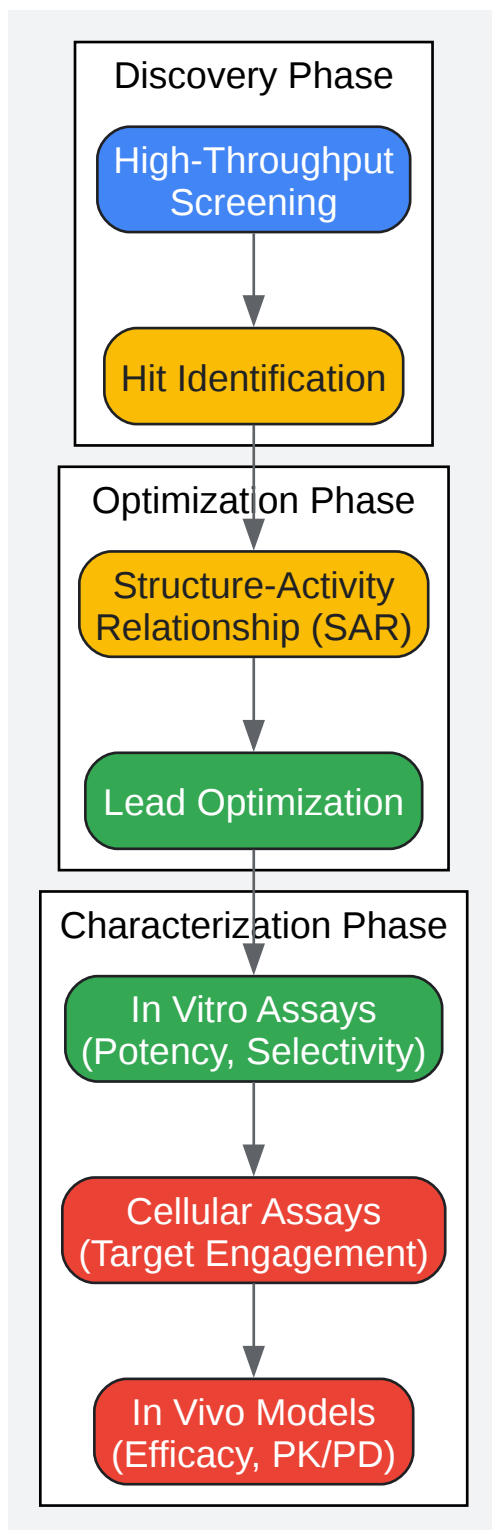 Discovery Phase
High-Throughput
Screening
Hit Identification
Optimization Phase
Structure-Activity
Relationship (SAR)
Lead Optimization
Characterization Phase
In Vitro Assays
(Potency, Selectivity)
Cellular Assays
(Target Engagement)
In Vivo Models
(Efficacy, PK/PD)